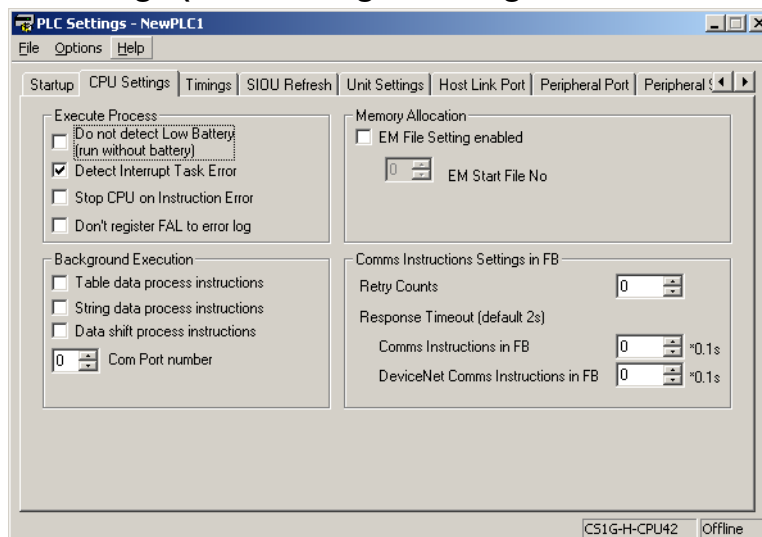 PLC Settings - NewPLC1
File Options Help
Startup CPU Settings Timings SIOU Refresh Unit Settings Host Link Port Peripheral Port Peripheral
Execute Process
Do not detect Low Battery
(run without battery)
Detect Interrupt Task Error
Stop CPU on Instruction Error
Don't register FAL to error log
Memory Allocation
EM File Setting enabled
0 EM Start File No
Background Execution
Table data process instructions
String data process instructions
Data shift process instructions
0 Com Port number
Comms Instructions Settings in FB
Retry Counts 0
Response Timeout (default 2s)
Comms Instructions in FB 0 *0.1s
DeviceNet Comms Instructions in FB 0 *0.1s
CS1G-H-CPU42 Offline